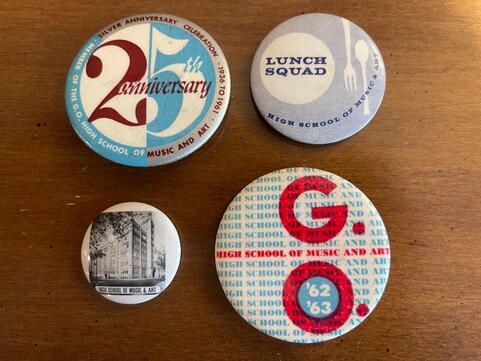 SILVER ANNIVERSARY CELEBRATION · 1936 TO 1961 ·
MEMBER OF THE G.O. HIGH SCHOOL OF MUSIC AND ART ·
25th
anniversary
LUNCH
SQUAD
HIGH SCHOOL OF MUSIC & ART
HIGH SCHOOL OF MUSIC & ART
G.
HIGH SCHOOL OF MUSIC AND ART
O.
'62
'63